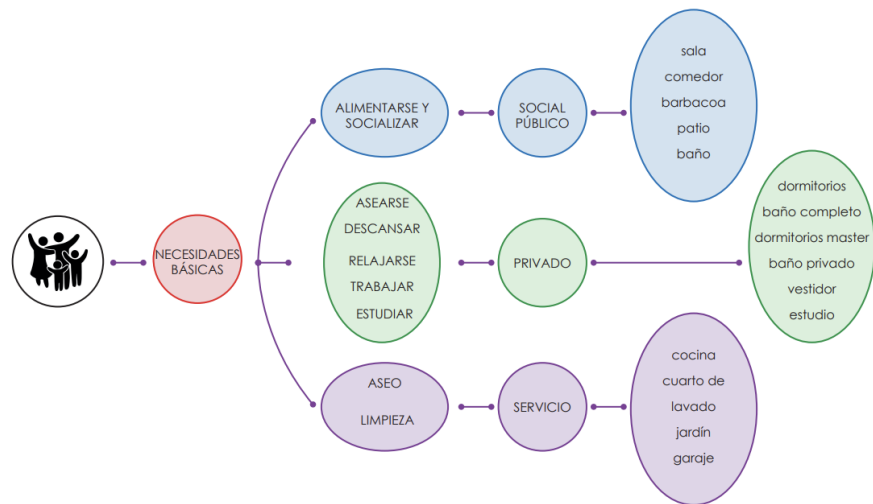 NECESIDADES
BÁSICAS
ALIMENTARSE Y
SOCIALIZAR
SOCIAL
PÚBLICO
sala
comedor
barbacoa
patio
baño
ASEARSE
DESCANSAR
RELAJARSE
TRABAJAR
ESTUDIAR
PRIVADO
dormitorios
baño completo
dormitorios master
baño privado
vestidor
estudio
ASEO
LIMPIEZA
SERVICIO
cocina
cuarto de
lavado
jardín
garaje